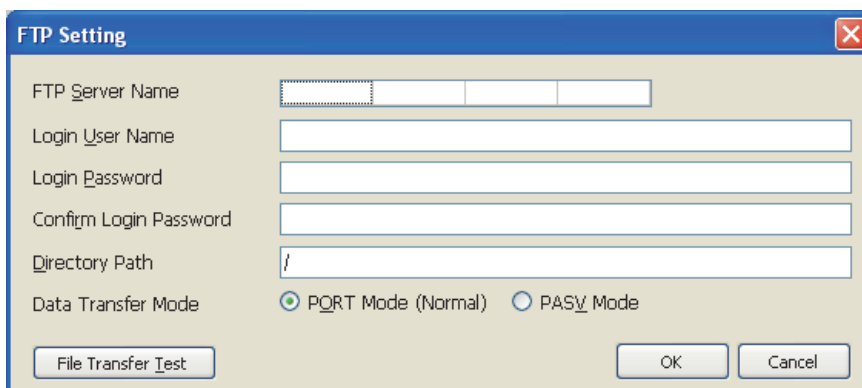 FTP Setting
FTP Server Name
Login User Name
Login Password
Confirm Login Password
Directory Path /
Data Transfer Mode PORT Mode (Normal) PASV Mode
File Transfer Test OK Cancel